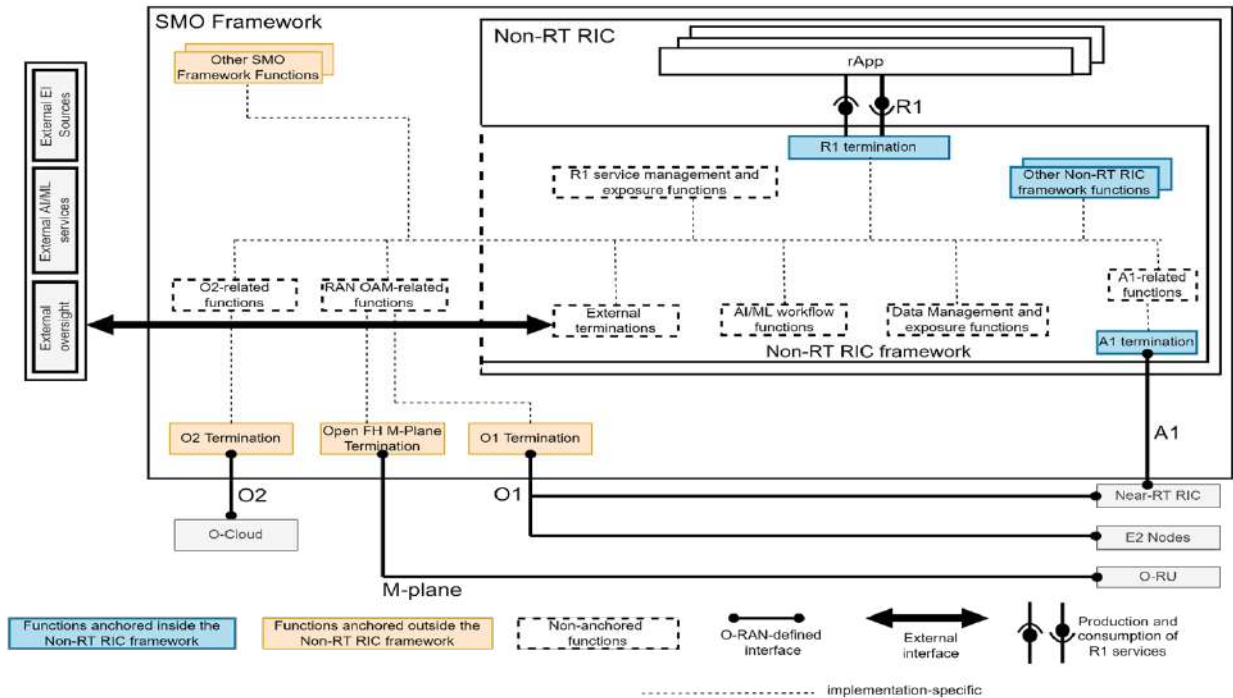 SMO Framework
Non-RT RIC
Other SMO
Framework Functions
rApp
R1
R1 termination
External EI
Sources
External AI/ML
services
External
oversight
R1 service management and
exposure functions
Other Non-RT RIC
framework functions
O2-related
functions
RAN OAM-related
functions
External
terminations
AI/ML workflow
functions
Data Management and
exposure functions
A1-related
functions
Non-RT RIC framework
A1 termination
O2 Termination
Open FH M-Plane
Termination
O1 Termination
A1
O2
O1
Near-RT RIC
O-Cloud
E2 Nodes
O-RU
M-plane
Functions anchored inside the
Non-RT RIC framework
Functions anchored outside the
Non-RT RIC framework
Non-anchored
functions
O-RAN-defined
interface
External
interface
Production and
consumption of
R1 services
implementation-specific